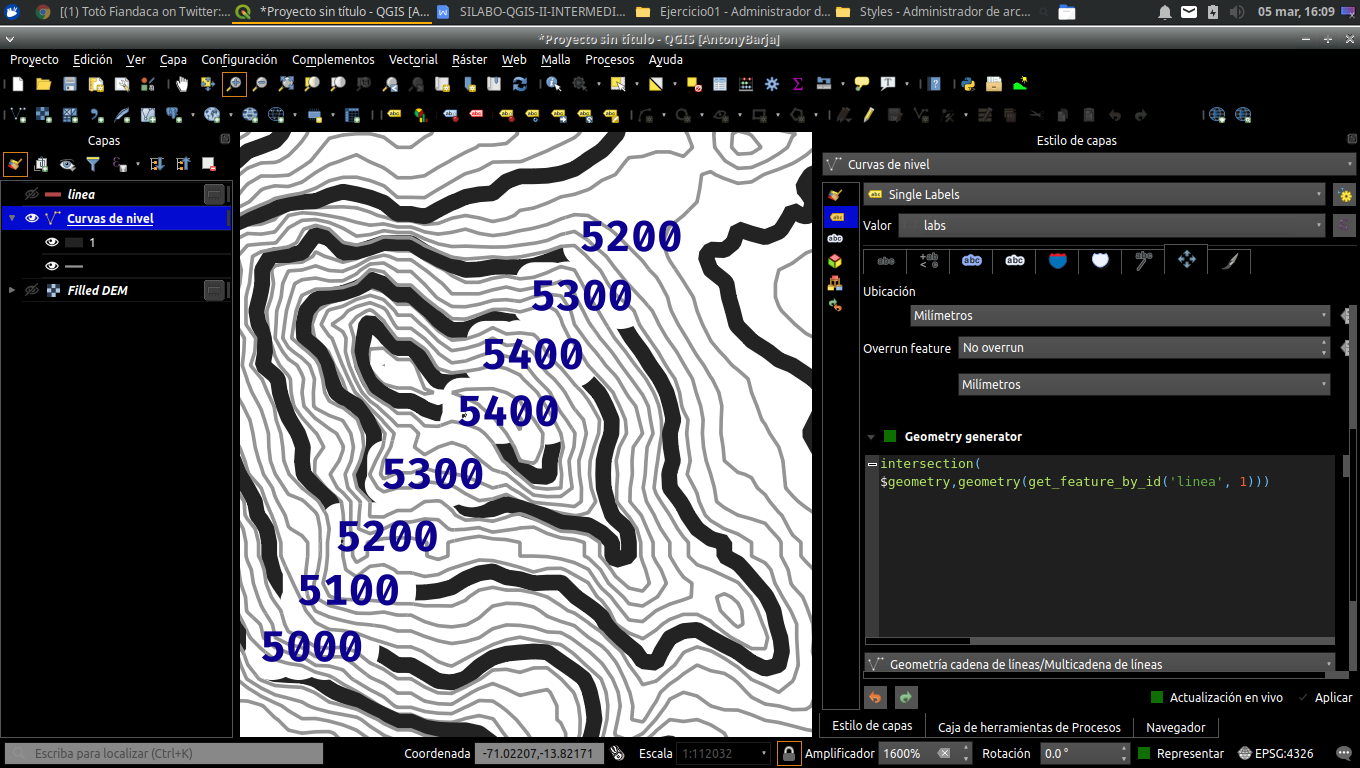 [(1) Totò Fiandaca on Twitter:...
*Proyecto sin título - QGIS [A...
SILABO-QGIS-II-INTERMEDI...
Ejercicio01 - Administrador d...
Styles - Administrador de arc...
05 mar, 16:09
*Proyecto sin título - QGIS [AntonyBarja]
Proyecto Edición Ver Capa Configuración Complementos Vectorial Ráster Web Malla Procesos Ayuda
Capas
Estilo de capas
linea
Curvas de nivel
1
Filled DEM
5200
5300
5400
5400
5300
5200
5100
5000
Curvas de nivel
Single Labels
Valor labs
Ubicación
Milímetros
Overrun feature No overrun
Milímetros
Geometry generator
intersection(
$geometry,geometry(get_feature_by_id('linea', 1)))
Geometría cadena de líneas/Multicadena de líneas
Actualización en vivo Aplicar
Estilo de capas Caja de herramientas de Procesos Navegador
Escriba para localizar (Ctrl+K) Coordenada -71.02207,-13.82171 Escala 1:112032 Amplificador 1600% Rotación 0.0 ° Representar EPSG:4326